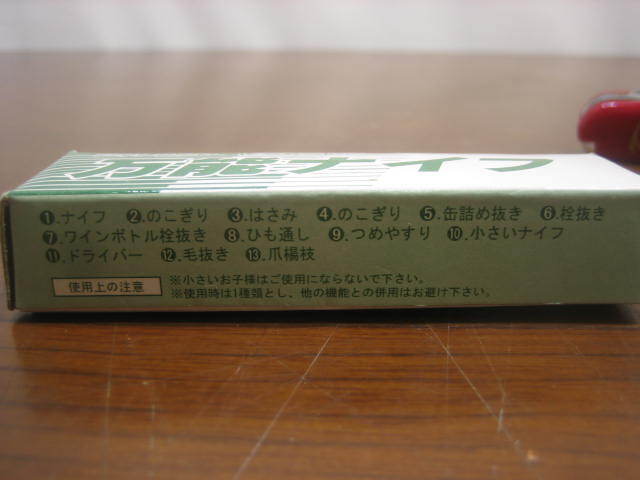 万能ナイフ
❶.ナイフ ❷.のこぎり ❸.はさみ ❹.のこぎり ❺.缶詰め抜き ❻.栓抜き
❼.ワインボトル栓抜き ❽.ひも通し ❾.つめやすり ❿.小さいナイフ
⓫.ドライバー ⓬.毛抜き ⓭.爪楊枝
使用上の注意
※小さいお子様はご使用にならないで下さい。
※使用時は1種類とし、他の機能との併用はお避け下さい。